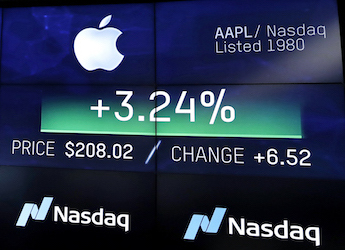 AAPL/ Nasdaq
Listed 1980
+3.24%
PRICE $208.02 / CHANGE +6.52
Nasdaq
Nasdaq